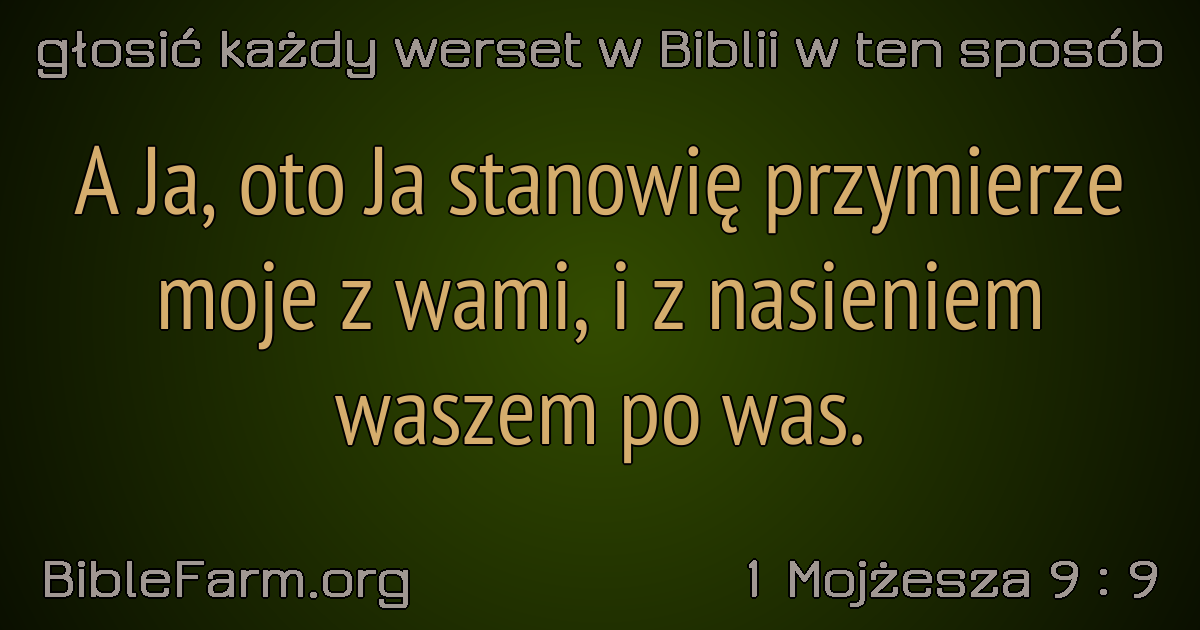 głosić każdy werset w Biblii w ten sposób
A Ja, oto Ja stanowię przymierze
moje z wami, i z nasieniem
waszem po was.
BibleFarm.org
1 Mojżesza 9 : 9